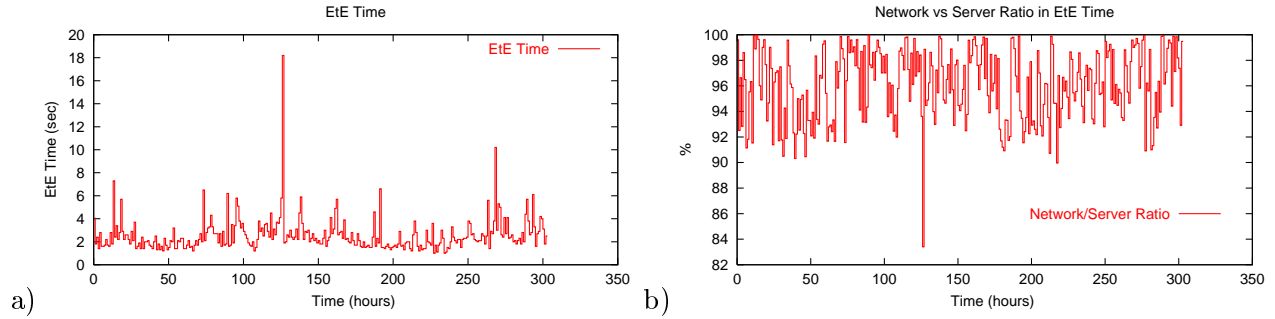 EtE Time
20
18
16
14
12
10
8
6
4
2
0
EtE Time (sec)
EtE Time
0 50 100 150 200 250 300 350
Time (hours)
a)
Network vs Server Ratio in EtE Time
100
98
96
94
92
90
88
86
84
82
%
Network/Server Ratio
0 50 100 150 200 250 300 350
Time (hours)
b)